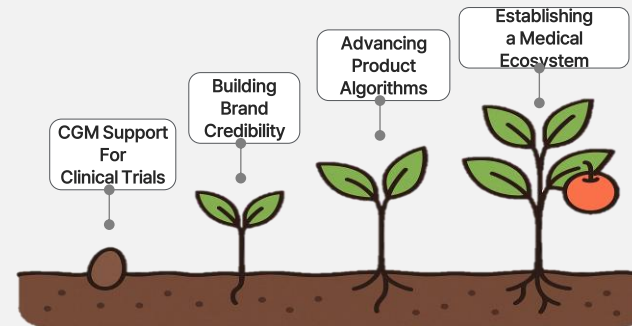 CGM Support
For
Clinical Trials
Building
Brand
Credibility
Advancing
Product
Algorithms
Establishing
a Medical
Ecosystem